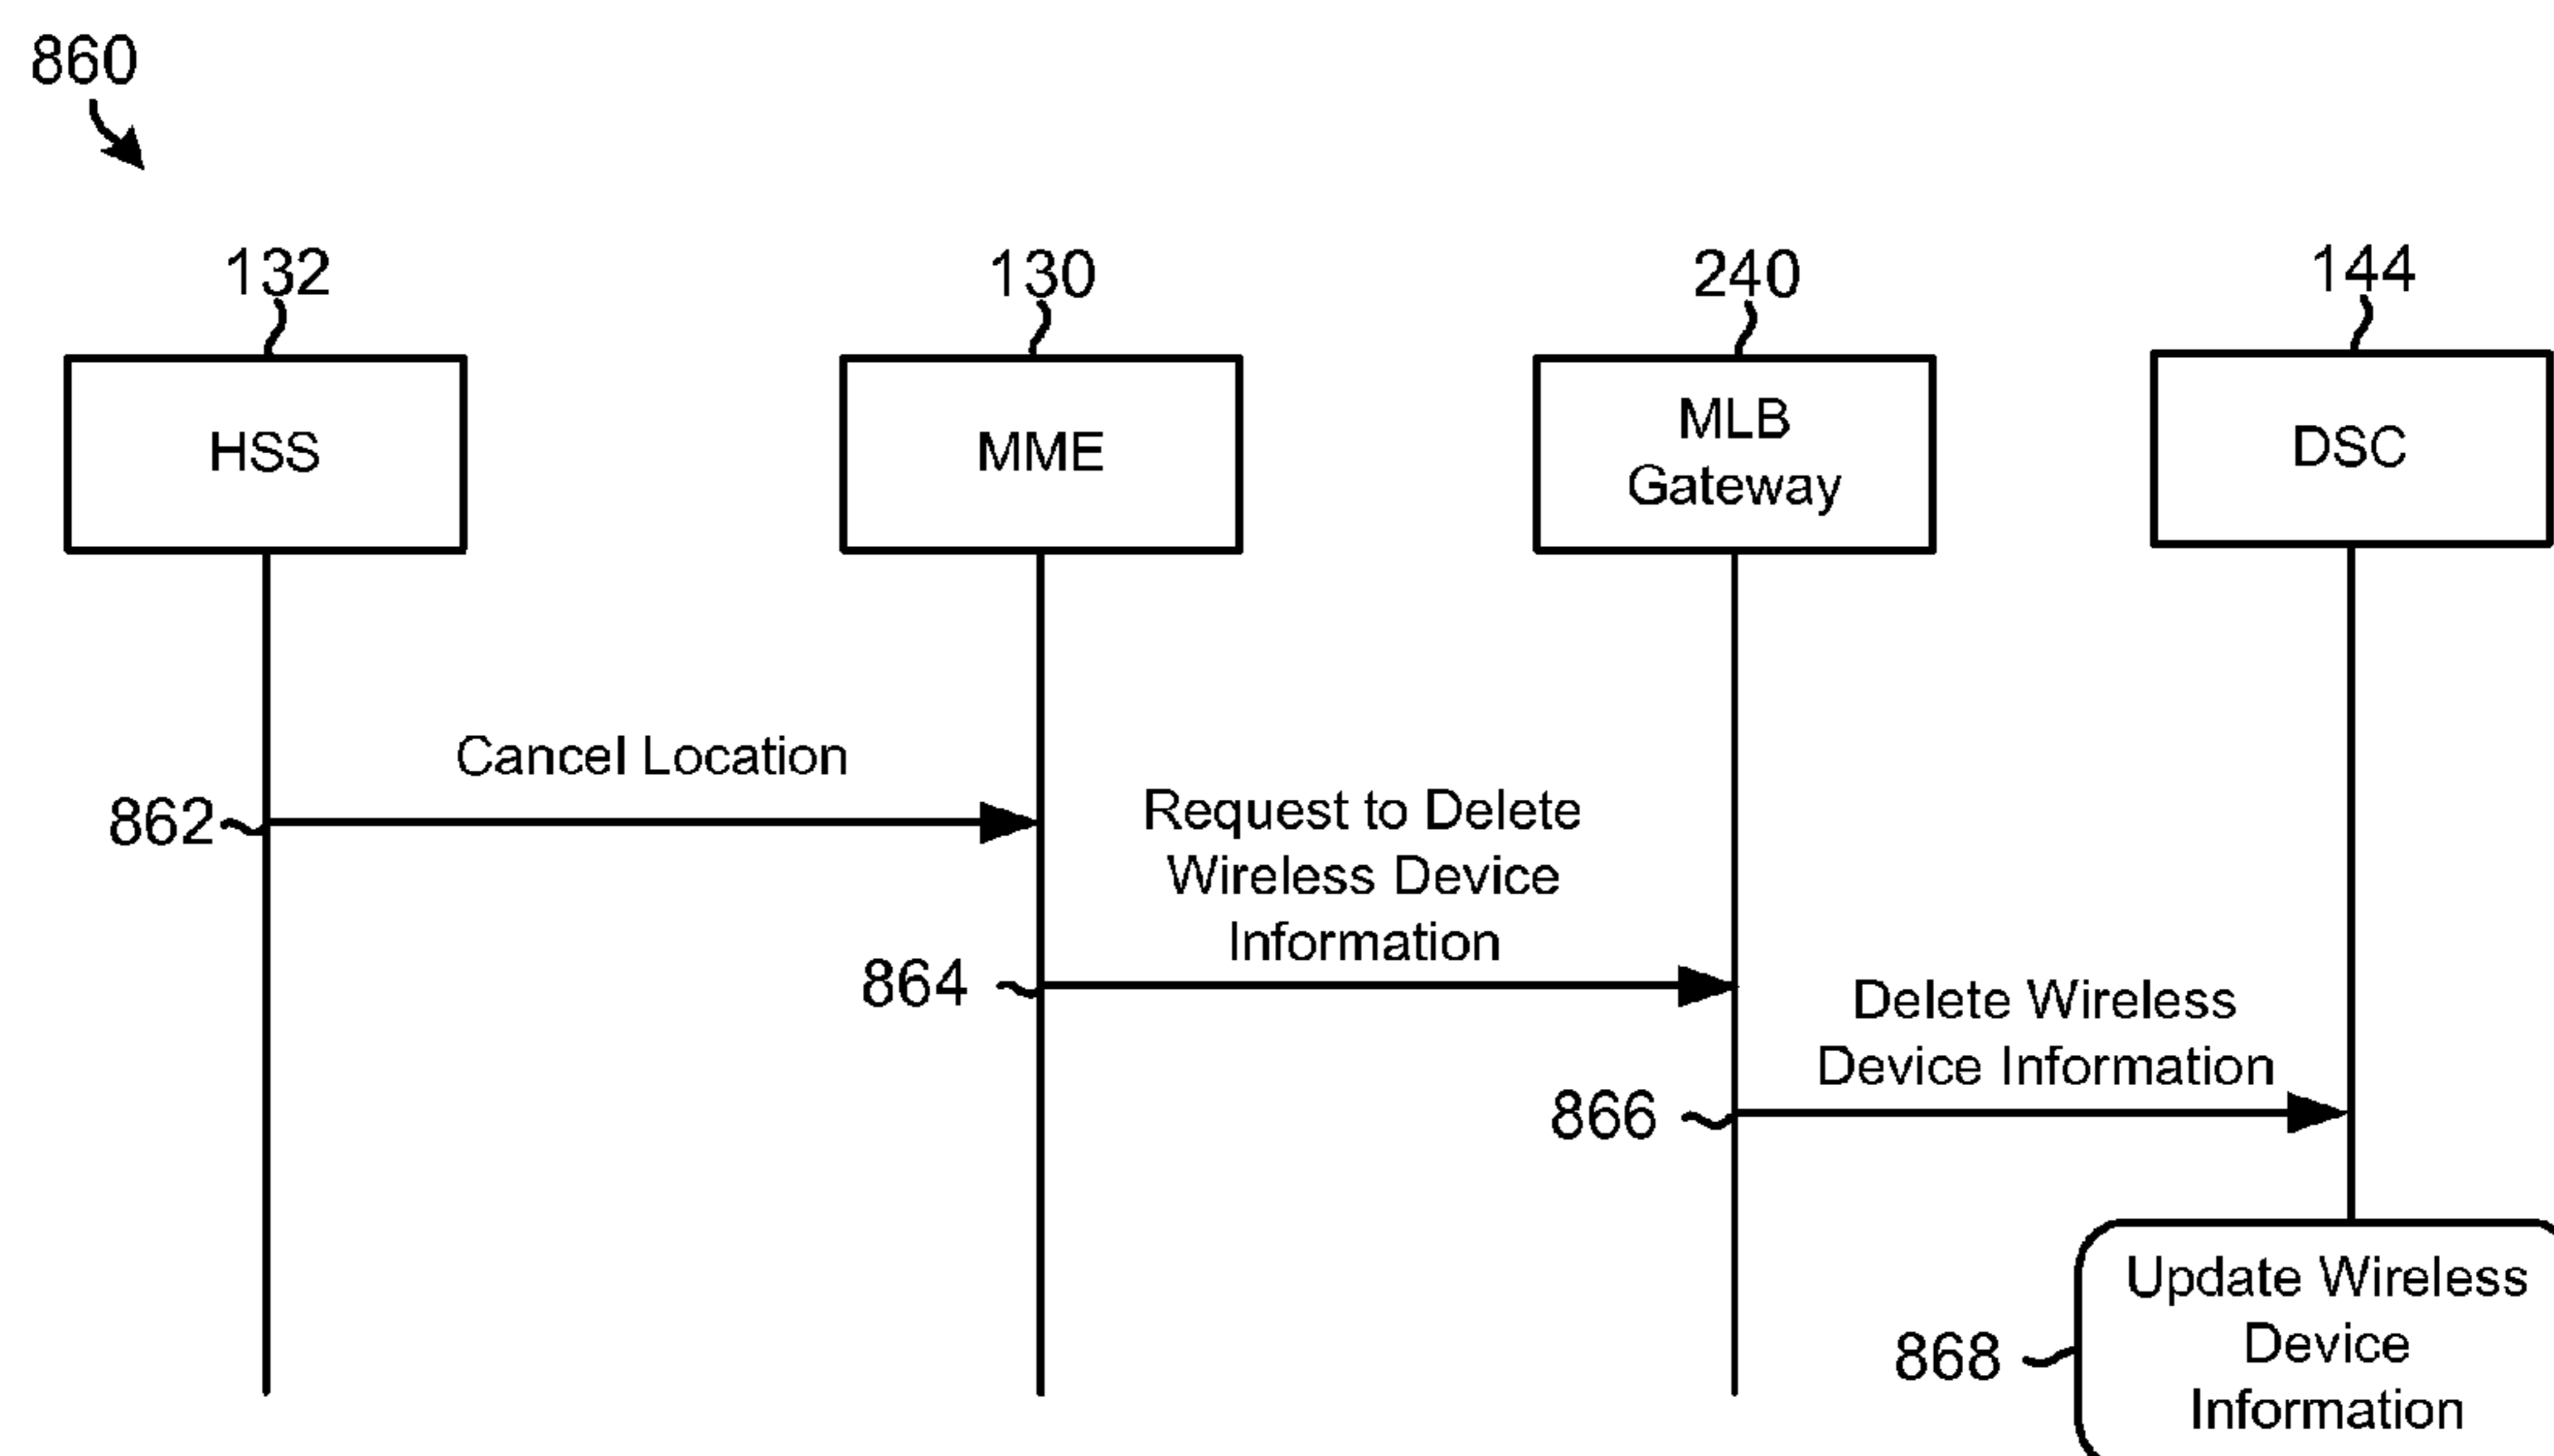 860
132
130
240
144
HSS
MME
MLB
Gateway
DSC
Cancel Location
862
Request to Delete
Wireless Device
Information
864
Delete Wireless
Device Information
866
Update Wireless
Device
Information
868